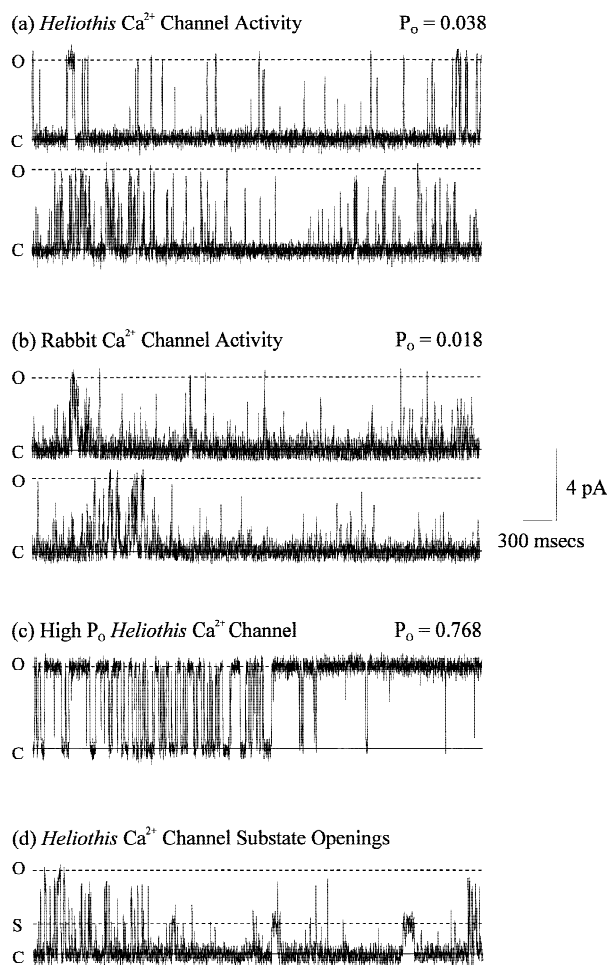 (a) Heliothis Ca²⁺ Channel Activity Pₒ = 0.038
O
C
O
C
(b) Rabbit Ca²⁺ Channel Activity Pₒ = 0.018
O
C
O
C
4 pA
300 msecs
(c) High Pₒ Heliothis Ca²⁺ Channel Pₒ = 0.768
O
C
(d) Heliothis Ca²⁺ Channel Substate Openings
O
S
C